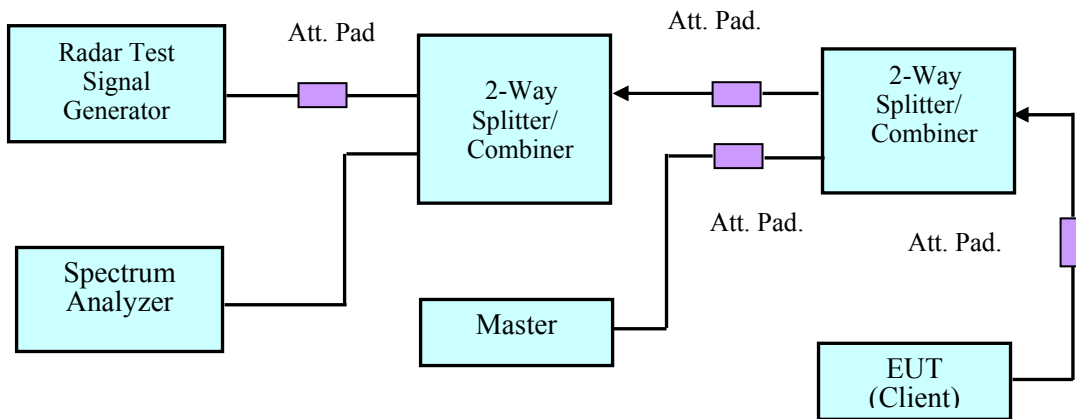 Radar Test
Signal
Generator
Att. Pad
2-Way
Splitter/
Combiner
Att. Pad.
2-Way
Splitter/
Combiner
Att. Pad.
Att. Pad.
Spectrum
Analyzer
Master
EUT
(Client)